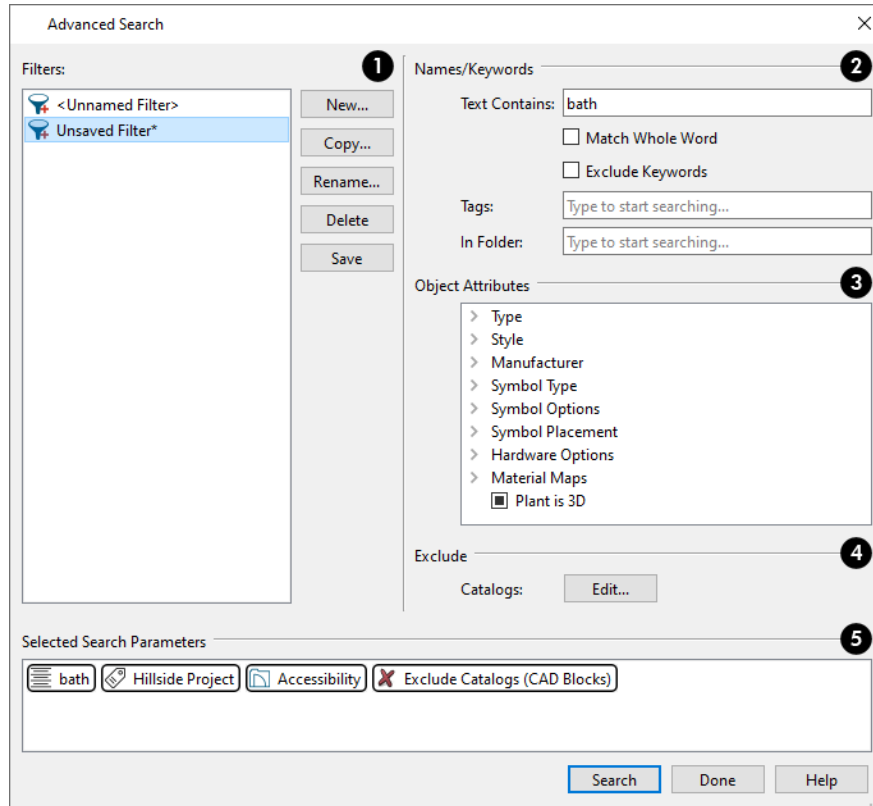 Advanced Search
Filters:
1
<Unnamed Filter>
Unsaved Filter*
New...
Copy...
Rename...
Delete
Save
Names/Keywords
2
Text Contains: bath
Match Whole Word
Exclude Keywords
Tags: Type to start searching...
In Folder: Type to start searching...
Object Attributes
3
Type
Style
Manufacturer
Symbol Type
Symbol Options
Symbol Placement
Hardware Options
Material Maps
Plant is 3D
Exclude
4
Catalogs: Edit...
Selected Search Parameters
5
bath Hillside Project Accessibility Exclude Catalogs (CAD Blocks)
Search Done Help